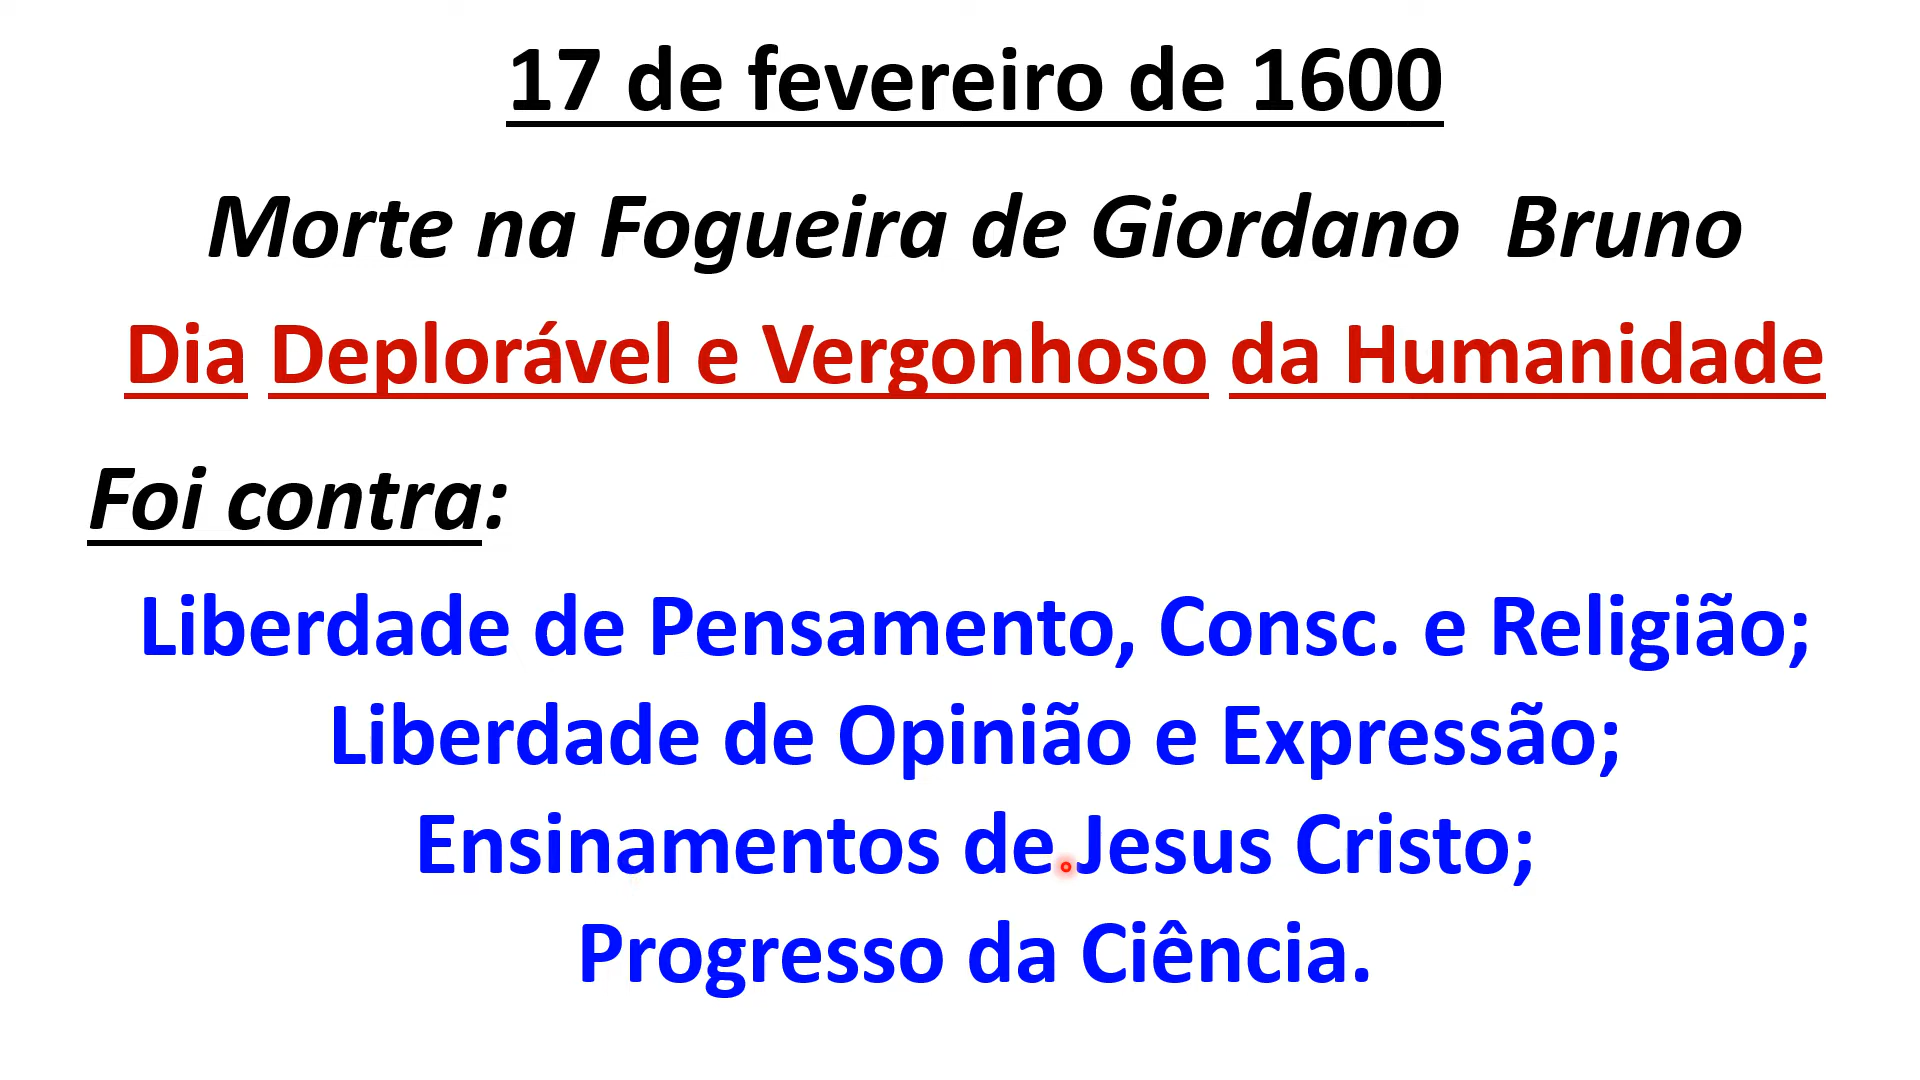 17 de fevereiro de 1600
Morte na Fogueira de Giordano  Bruno
Dia Deplorável e Vergonhoso da Humanidade
Foi contra:
Liberdade de Pensamento, Consc. e Religião;
Liberdade de Opinião e Expressão;
Ensinamentos de Jesus Cristo;
Progresso da Ciência.